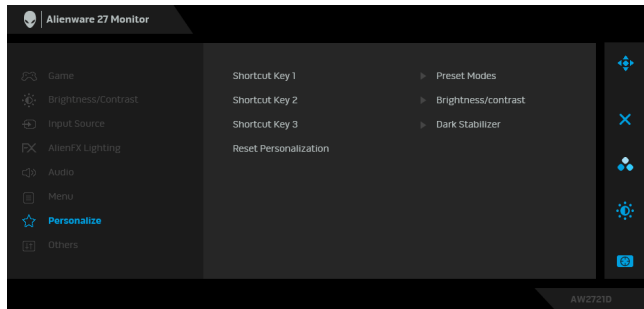 Alienware 27 Monitor
Game
Brightness/Contrast
Input Source
FX AlienFX Lighting
Audio
Menu
Personalize
Others
Shortcut Key 1 Preset Modes
Shortcut Key 2 Brightness/contrast
Shortcut Key 3 Dark Stabilizer
Reset Personalization
AW2721D